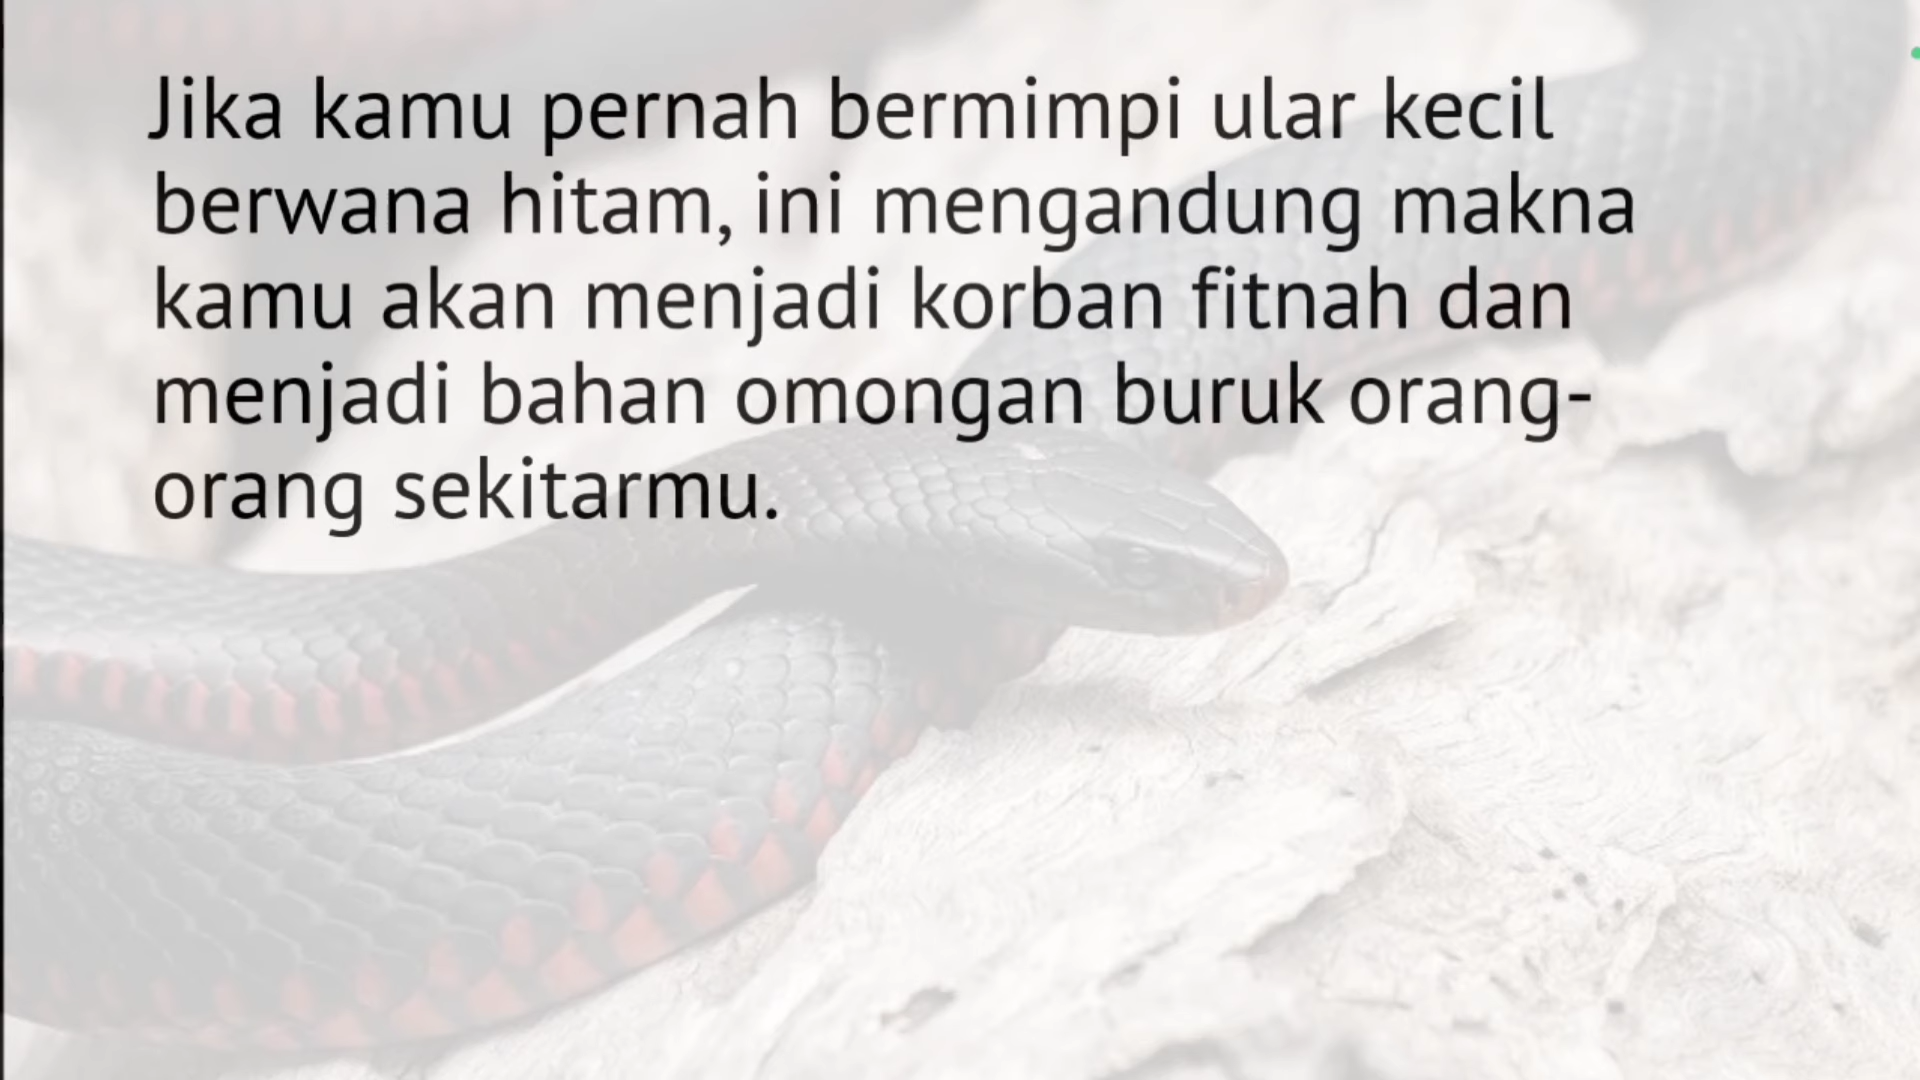 Jika kamu pernah bermimpi ular kecil
berwana hitam, ini mengandung makna
kamu akan menjadi korban fitnah dan
menjadi bahan omongan buruk orang-
orang sekitarmu.